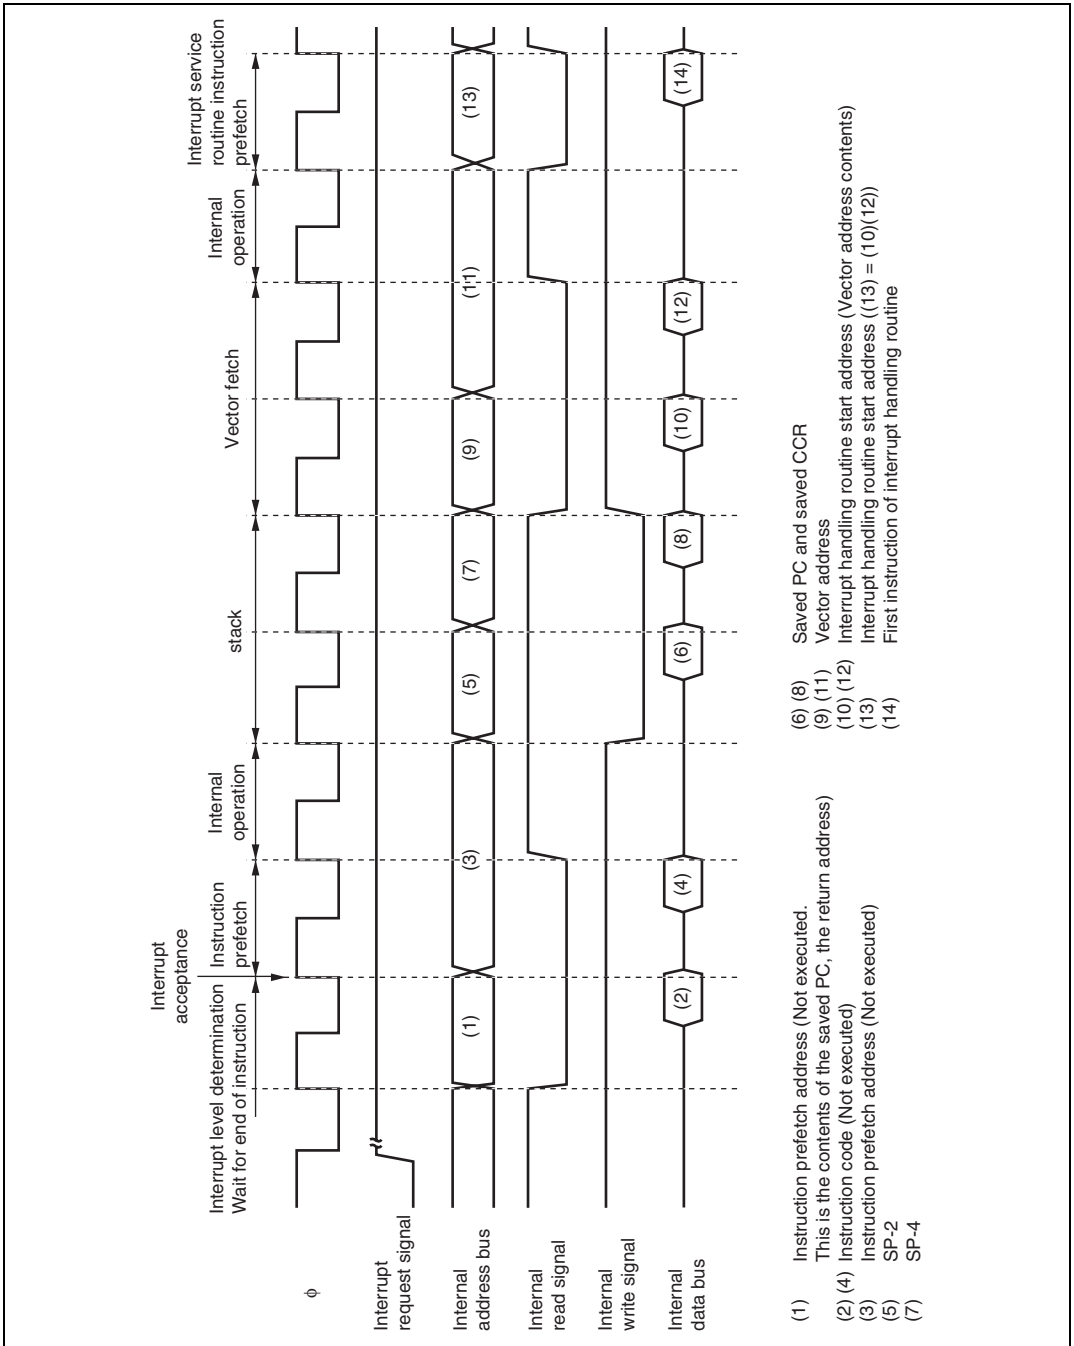 Interrupt
acceptance
Interrupt level determination
Wait for end of instruction
Instruction
prefetch
Internal
operation
stack
Vector fetch
Internal
operation
Interrupt service
routine instruction
prefetch
φ
Interrupt
request signal
Internal
address bus
(1)
(3)
(5)
(7)
(9)
(11)
(13)
Internal
read signal
Internal
write signal
Internal
data bus
(2)
(4)
(6)
(8)
(10)
(12)
(14)
(1) Instruction prefetch address (Not executed.
This is the contents of the saved PC, the return address)
(2) (4) Instruction code (Not executed)
(3) Instruction prefetch address (Not executed)
(5) SP-2
(7) SP-4
(6) (8) Saved PC and saved CCR
(9) (11) Vector address
(10) (12) Interrupt handling routine start address (Vector address contents)
(13) Interrupt handling routine start address ((13) = (10)(12))
(14) First instruction of interrupt handling routine